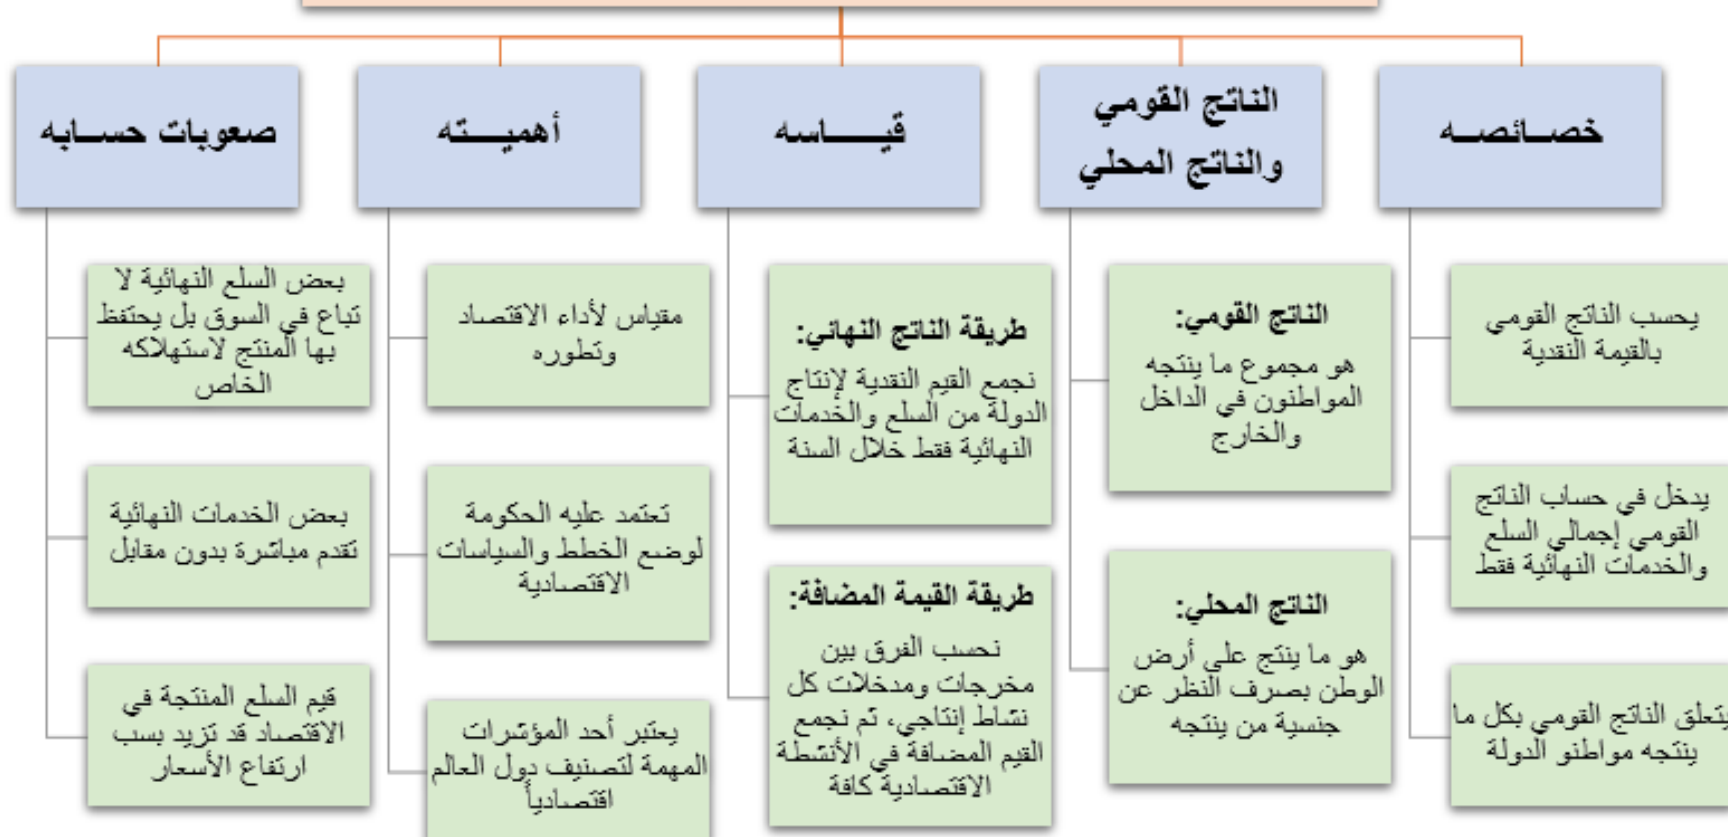 خصــائصــه
الناتج القومي
والناتج المحلي
قيـــــاسه
أهميـــــته
صعوبات حســابه
يحسب الناتج القومي
بالقيمة النقدية
يدخل في حساب الناتج
القومي إجمالي السلع
والخدمات النهائية فقط
يتعلق الناتج القومي بكل ما
ينتجه مواطنو الدولة
الناتج القومي:
هو مجموع ما ينتجه
المواطنون في الداخل
والخارج
الناتج المحلي:
هو ما ينتج على أرض
الوطن بصرف النظر عن
جنسية من ينتجه
طريقة الناتج النهائي:
نجمع القيم النقدية لإنتاج
الدولة من السلع والخدمات
النهائية فقط خلال السنة
طريقة القيمة المضافة:
نحسب الفرق بين
مخرجات ومدخلات كل
نشاط إنتاجي، ثم نجمع
القيم المضافة في الأنشطة
الاقتصادية كافة
مقياس لأداء الاقتصاد
وتطوره
تعتمد عليه الحكومة
لوضع الخطط والسياسات
الاقتصادية
يعتبر أحد المؤشرات
المهمة لتصنيف دول العالم
اقتصادياً
بعض السلع النهائية لا
تباع في السوق بل يحتفظ
بها المنتج لاستهلاكه
الخاص
بعض الخدمات النهائية
تقدم مباشرة بدون مقابل
قيم السلع المنتجة في
الاقتصاد قد تزيد بسب
ارتفاع الأسعار